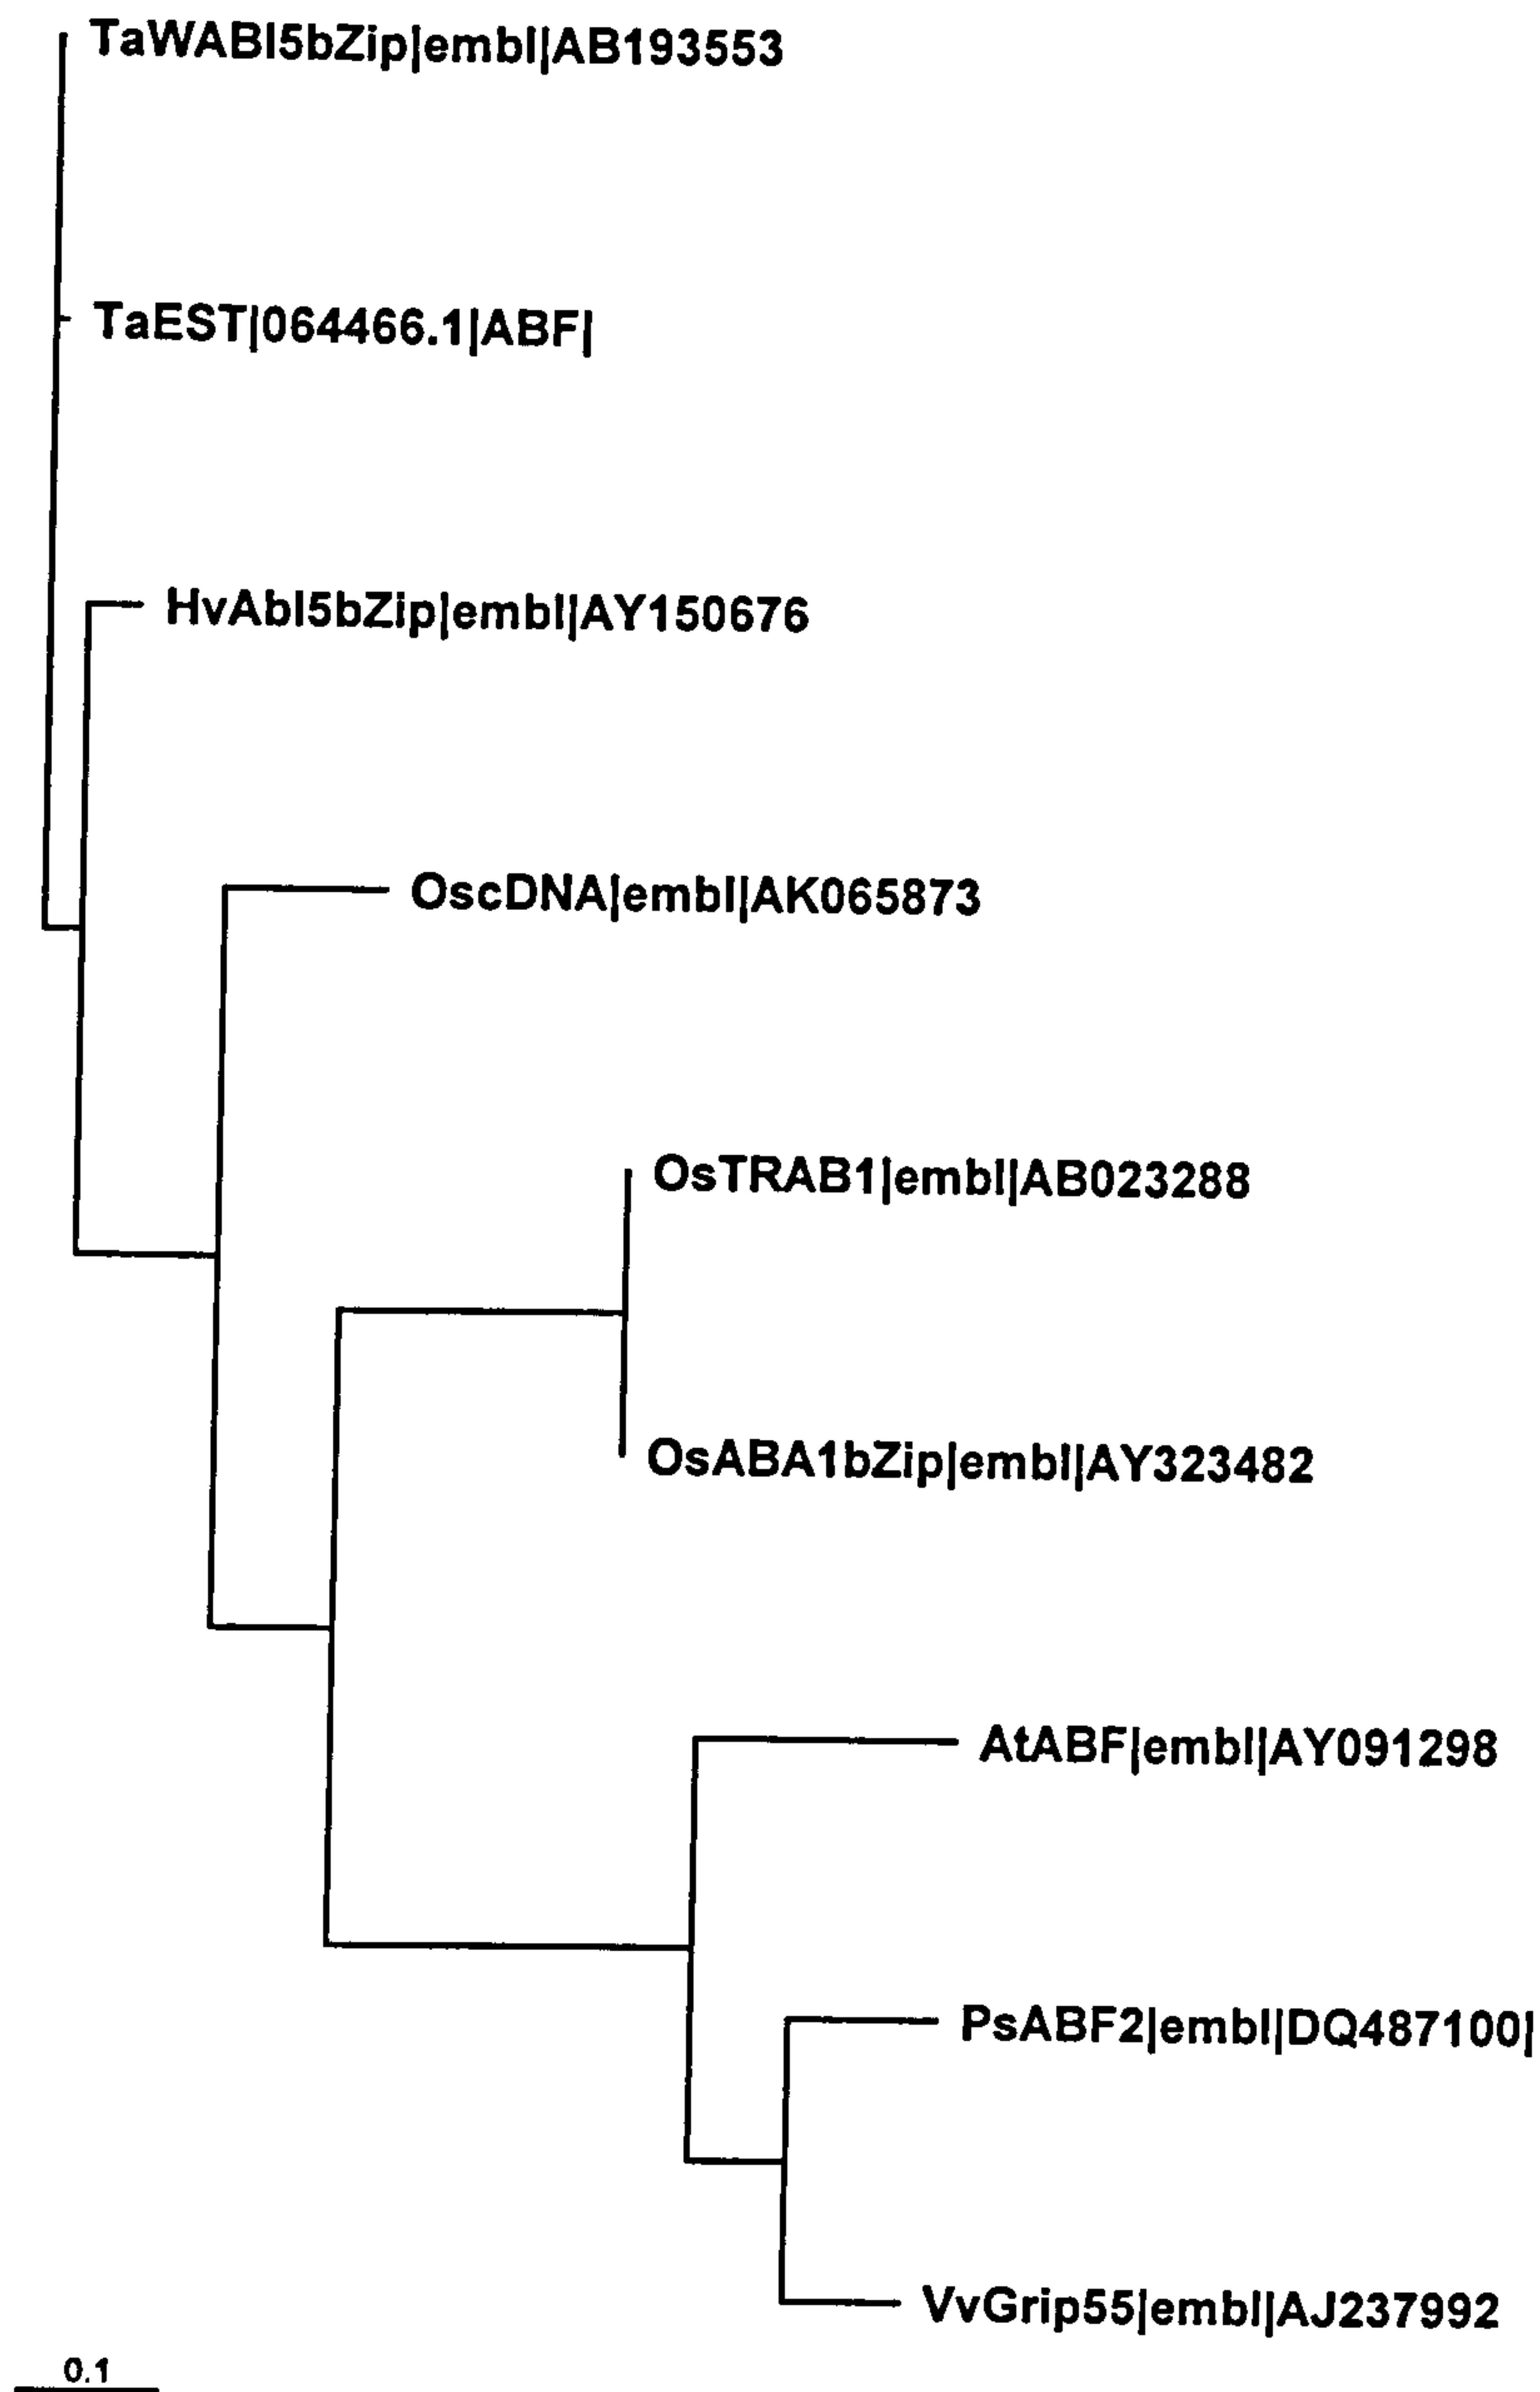 TaWABI5bZip|embl|AB193553
TaEST|064466.1|ABF|
HvAbI5bZip|embl|AY150676
OscDNA|embl|AK065873
OsTRAB1|embl|AB023288
OsABA1bZip|embl|AY323482
AtABF|embl|AY091298
PsABF2|embl|DQ487100|
VvGrip55|embl|AJ237992
0.1